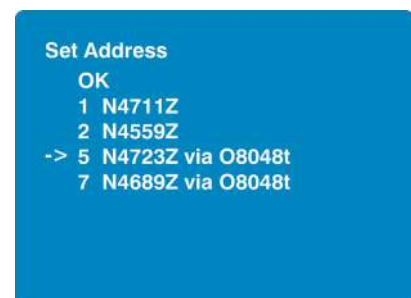 Set Address
OK
1 N4711Z
2 N4559Z
-> 5 N4723Z via O8048t
7 N4689Z via O8048t